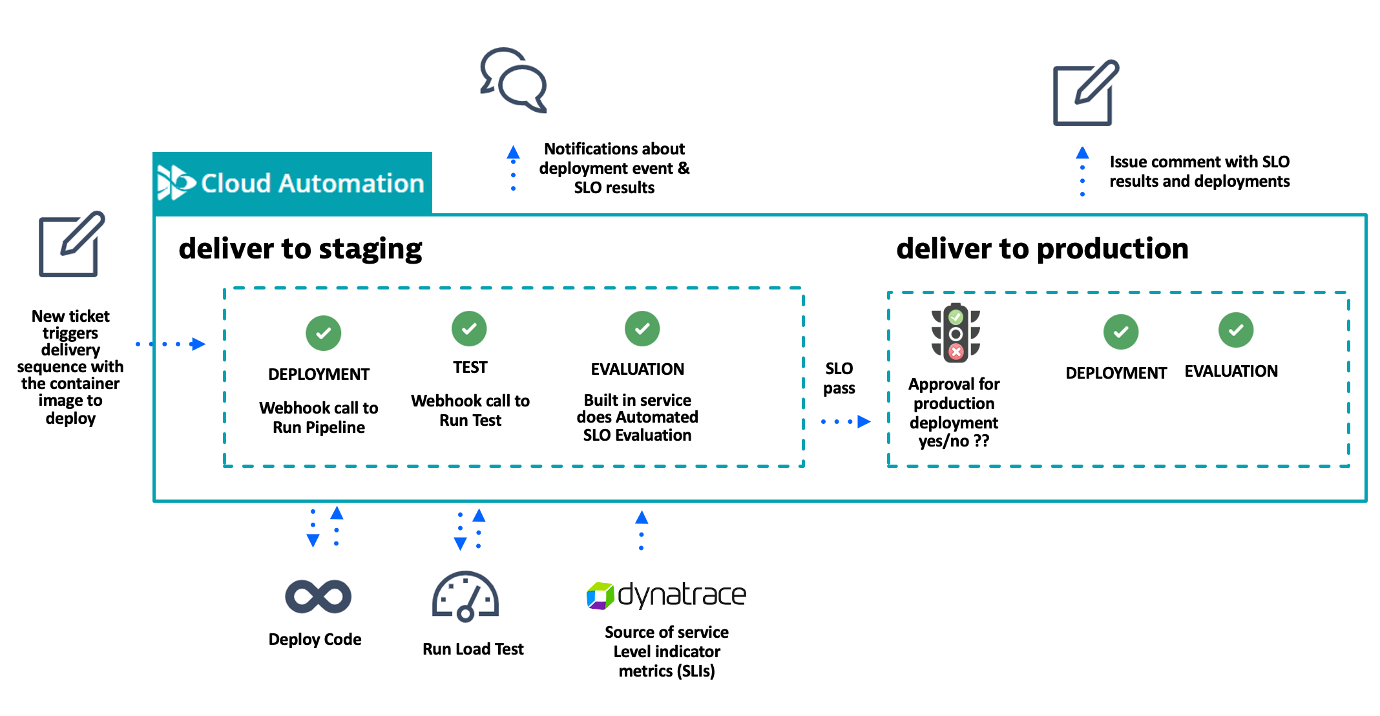 Notifications about
deployment event &
SLO results
Issue comment with SLO
results and deployments
Cloud Automation
deliver to staging
deliver to production
New ticket
triggers
delivery
sequence with
the container
image to
deploy
DEPLOYMENT
Webhook call to
Run Pipeline
TEST
Webhook call to
Run Test
EVALUATION
Built in service
does Automated
SLO Evaluation
SLO
pass
Approval for
production
deployment
yes/no ??
DEPLOYMENT
EVALUATION
Deploy Code
Run Load Test
dynatrace
Source of service
Level indicator
metrics (SLIs)